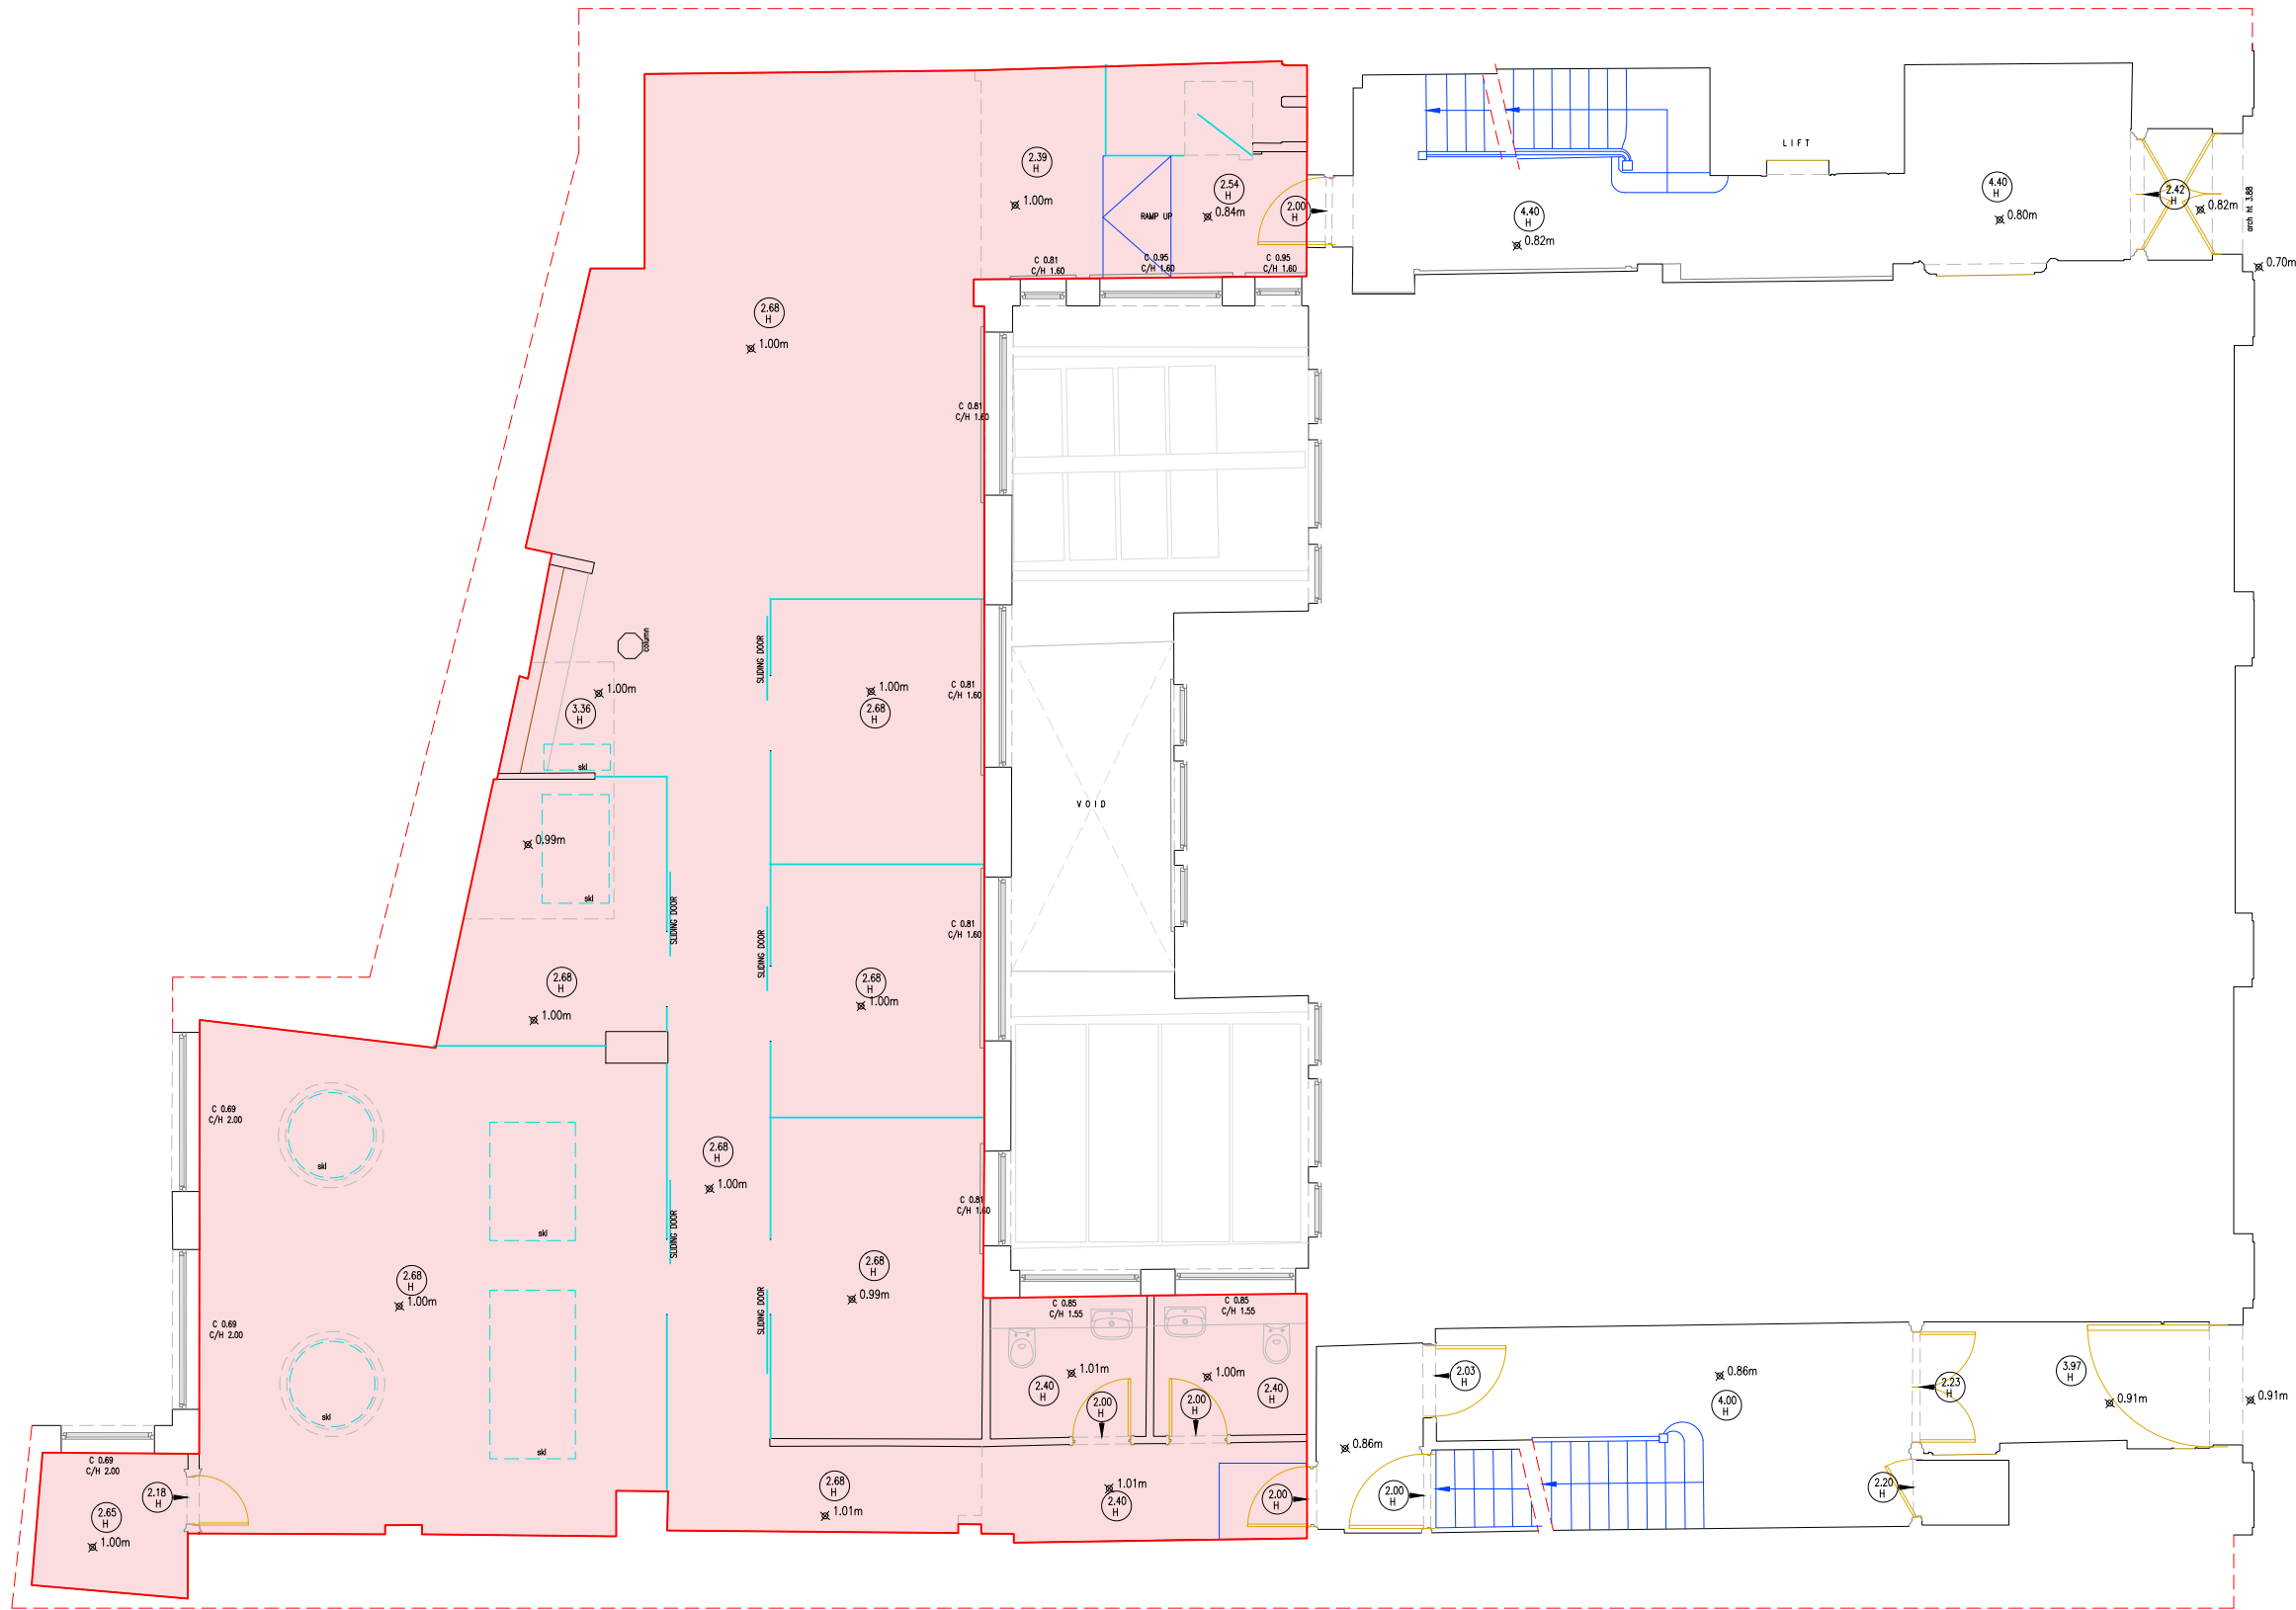 LIFT
2.39
H
1.00m
2.54
H
0.84m
2.00
H
RAMP UP
4.40
H
0.82m
4.40
H
0.80m
2.42
H
0.82m
arch ht 3.88
0.70m
C 0.81
C/H 1.60
C 0.95
C/H 1.60
C 0.95
C/H 1.60
2.68
H
1.00m
C 0.81
C/H 1.60
column
SLIDING DOOR
1.00m
3.36
H
1.00m
2.68
H
C 0.81
C/H 1.60
skl
VOID
0.99m
skl
SLIDING DOOR
SLIDING DOOR
C 0.81
C/H 1.60
2.68
H
1.00m
2.68
H
1.00m
C 0.69
C/H 2.00
skl
2.68
H
1.00m
C 0.81
C/H 1.60
skl
SLIDING DOOR
2.68
H
1.00m
2.68
H
0.99m
SLIDING DOOR
C 0.69
C/H 2.00
skl
skl
C 0.85
C/H 1.55
C 0.85
C/H 1.55
1.01m
2.40
H
2.00
H
1.00m
2.00
H
2.40
H
2.03
H
0.86m
4.00
H
2.23
H
3.97
H
0.91m
0.91m
0.86m
C 0.69
C/H 2.00
2.18
H
2.65
H
1.00m
2.68
H
1.01m
1.01m
2.40
H
2.00
H
2.00
H
2.20
H